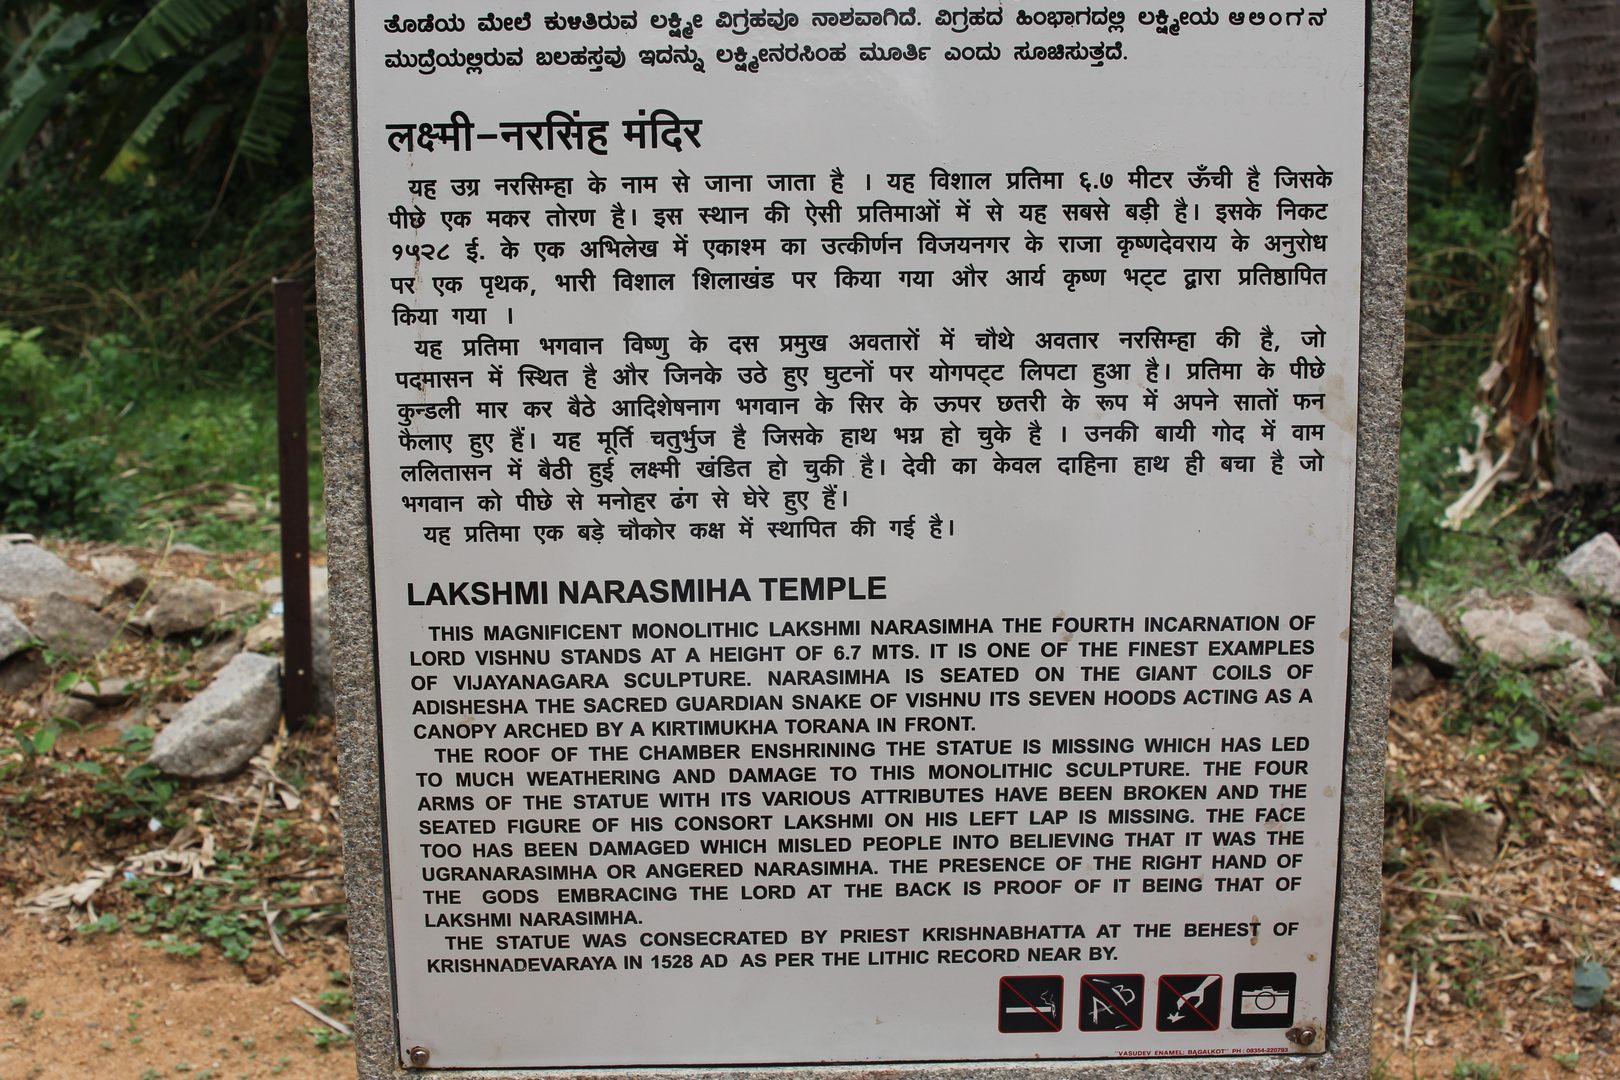 ತೊಡೆಯ ಮೇಲೆ ಕುಳತಿರುವ ಲಕ್ಷ್ಮೀ ವಿಗ್ರಹವೂ ನಾಶವಾಗಿದೆ. ವಿಗ್ರಹದ ಹಿಂಭಾಗದಲ್ಲಿ ಲಕ್ಷ್ಮೀಯ ಆಲಂಗನ
ಮುದ್ರೆಯಲ್ಲಿರುವ ಬಲಹಸ್ತವು ಇದನ್ನು ಲಕ್ಷ್ಮೀನರಸಿಂಹ ಮೂರ್ತಿ ಎಂದು ಸೂಚಿಸುತ್ತದೆ.
लक्ष्मी-नरसिंह मंदिर
यह उग्र नरसिम्हा के नाम से जाना जाता है । यह विशाल प्रतिमा ६.७ मीटर ऊँची है जिसके
पीछे एक मकर तोरण है। इस स्थान की ऐसी प्रतिमाओं में से यह सबसे बड़ी है। इसके निकट
१५२८ ई. के एक अभिलेख में एकाश्म का उत्कीर्णन विजयनगर के राजा कृष्णदेवराय के अनुरोध
पर एक पृथक, भारी विशाल शिलाखंड पर किया गया और आर्य कृष्ण भट्ट द्वारा प्रतिष्ठापित
किया गया ।
यह प्रतिमा भगवान विष्णु के दस प्रमुख अवतारों में चौथे अवतार नरसिम्हा की है, जो
पद्मासन में स्थित है और जिनके उठे हुए घुटनों पर योगपट्ट लिपटा हुआ है। प्रतिमा के पीछे
कुन्डली मार कर बैठे आदिशेषनाग भगवान के सिर के ऊपर छतरी के रूप में अपने सातों फन
फैलाए हुए हैं। यह मूर्ति चतुर्भुज है जिसके हाथ भग्न हो चुके है । उनकी बायी गोद में वाम
ललितासन में बैठी हुई लक्ष्मी खंडित हो चुकी है। देवी का केवल दाहिना हाथ ही बचा है जो
भगवान को पीछे से मनोहर ढंग से घेरे हुए हैं।
यह प्रतिमा एक बड़े चौकोर कक्ष में स्थापित की गई है।
LAKSHMI NARASMIHA TEMPLE
THIS MAGNIFICENT MONOLITHIC LAKSHMI NARASIMHA THE FOURTH INCARNATION OF
LORD VISHNU STANDS AT A HEIGHT OF 6.7 MTS. IT IS ONE OF THE FINEST EXAMPLES
OF VIJAYANAGARA SCULPTURE. NARASIMHA IS SEATED ON THE GIANT COILS OF
ADISHESHA THE SACRED GUARDIAN SNAKE OF VISHNU ITS SEVEN HOODS ACTING AS A
CANOPY ARCHED BY A KIRTIMUKHA TORANA IN FRONT.
THE ROOF OF THE CHAMBER ENSHRINING THE STATUE IS MISSING WHICH HAS LED
TO MUCH WEATHERING AND DAMAGE TO THIS MONOLITHIC SCULPTURE. THE FOUR
ARMS OF THE STATUE WITH ITS VARIOUS ATTRIBUTES HAVE BEEN BROKEN AND THE
SEATED FIGURE OF HIS CONSORT LAKSHMI ON HIS LEFT LAP IS MISSING. THE FACE
TOO HAS BEEN DAMAGED WHICH MISLED PEOPLE INTO BELIEVING THAT IT WAS THE
UGRANARASIMHA OR ANGERED NARASIMHA. THE PRESENCE OF THE RIGHT HAND OF
THE GODS EMBRACING THE LORD AT THE BACK IS PROOF OF IT BEING THAT OF
LAKSHMI NARASIMHA.
THE STATUE WAS CONSECRATED BY PRIEST KRISHNABHATTA AT THE BEHEST OF
KRISHNADEVARAYA IN 1528 AD AS PER THE LITHIC RECORD NEAR BY.
A B
"VASUDEV ENAMEL: BAGALKOT" PH : 08354-220793